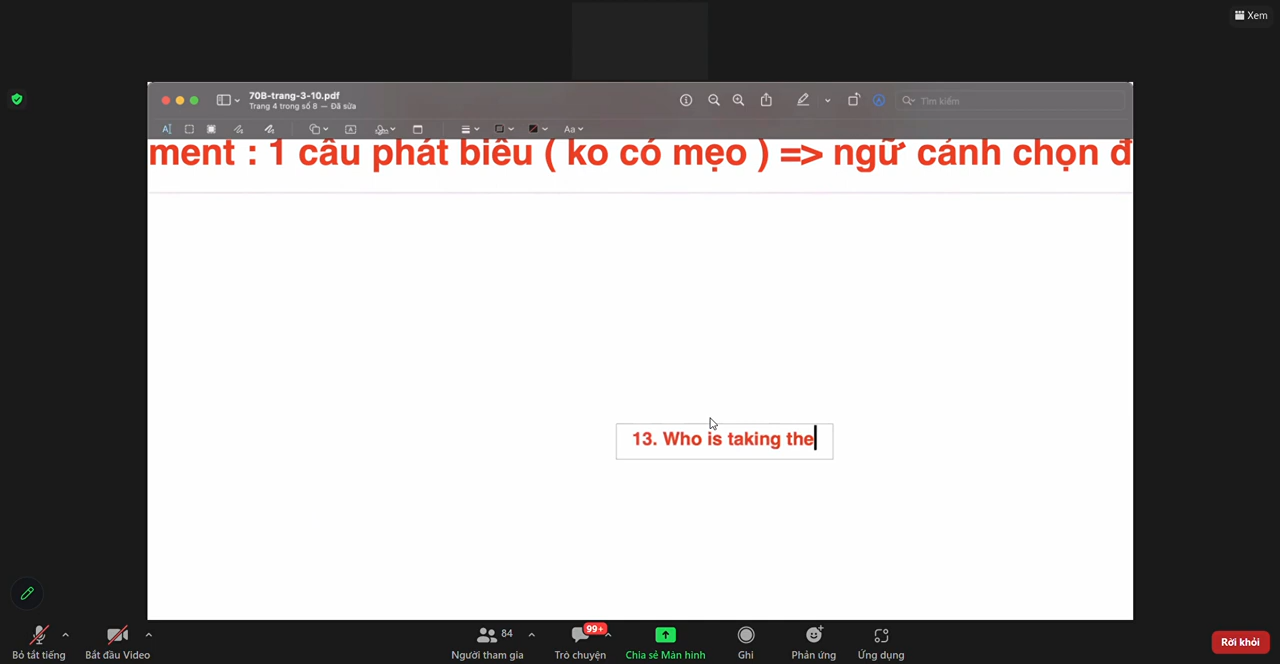 Xem
70B-trang-3-10.pdf
Trang 4 trong số 8 — Đã sửa
Tìm kiếm
Aa
ment : 1 câu phát biểu ( ko có mẹo ) => ngữ cảnh chọn đ
13. Who is taking the
84
99+
Bỏ tắt tiếng
Bắt đầu Video
Người tham gia
Trò chuyện
Chia sẻ Màn hình
Ghi
Phản ứng
Ứng dụng
Rời khỏi